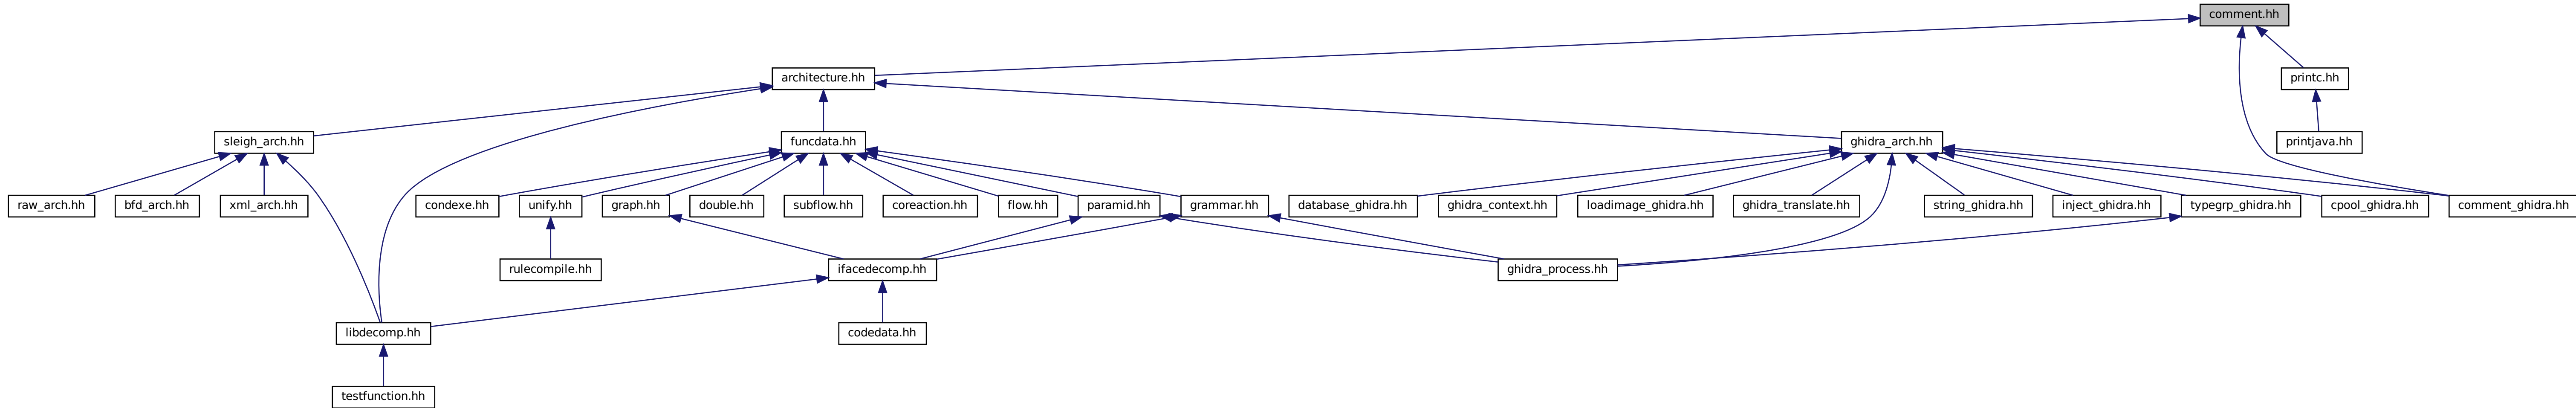 comment.hh
architecture.hh
printc.hh
sleigh_arch.hh
funcdata.hh
ghidra_arch.hh
printjava.hh
raw_arch.hh
bfd_arch.hh
xml_arch.hh
condexe.hh
unify.hh
graph.hh
double.hh
subflow.hh
coreaction.hh
flow.hh
paramid.hh
grammar.hh
database_ghidra.hh
ghidra_context.hh
loadimage_ghidra.hh
ghidra_translate.hh
string_ghidra.hh
inject_ghidra.hh
typegrp_ghidra.hh
cpool_ghidra.hh
comment_ghidra.hh
rulecompile.hh
ifacedecomp.hh
ghidra_process.hh
libdecomp.hh
codedata.hh
testfunction.hh